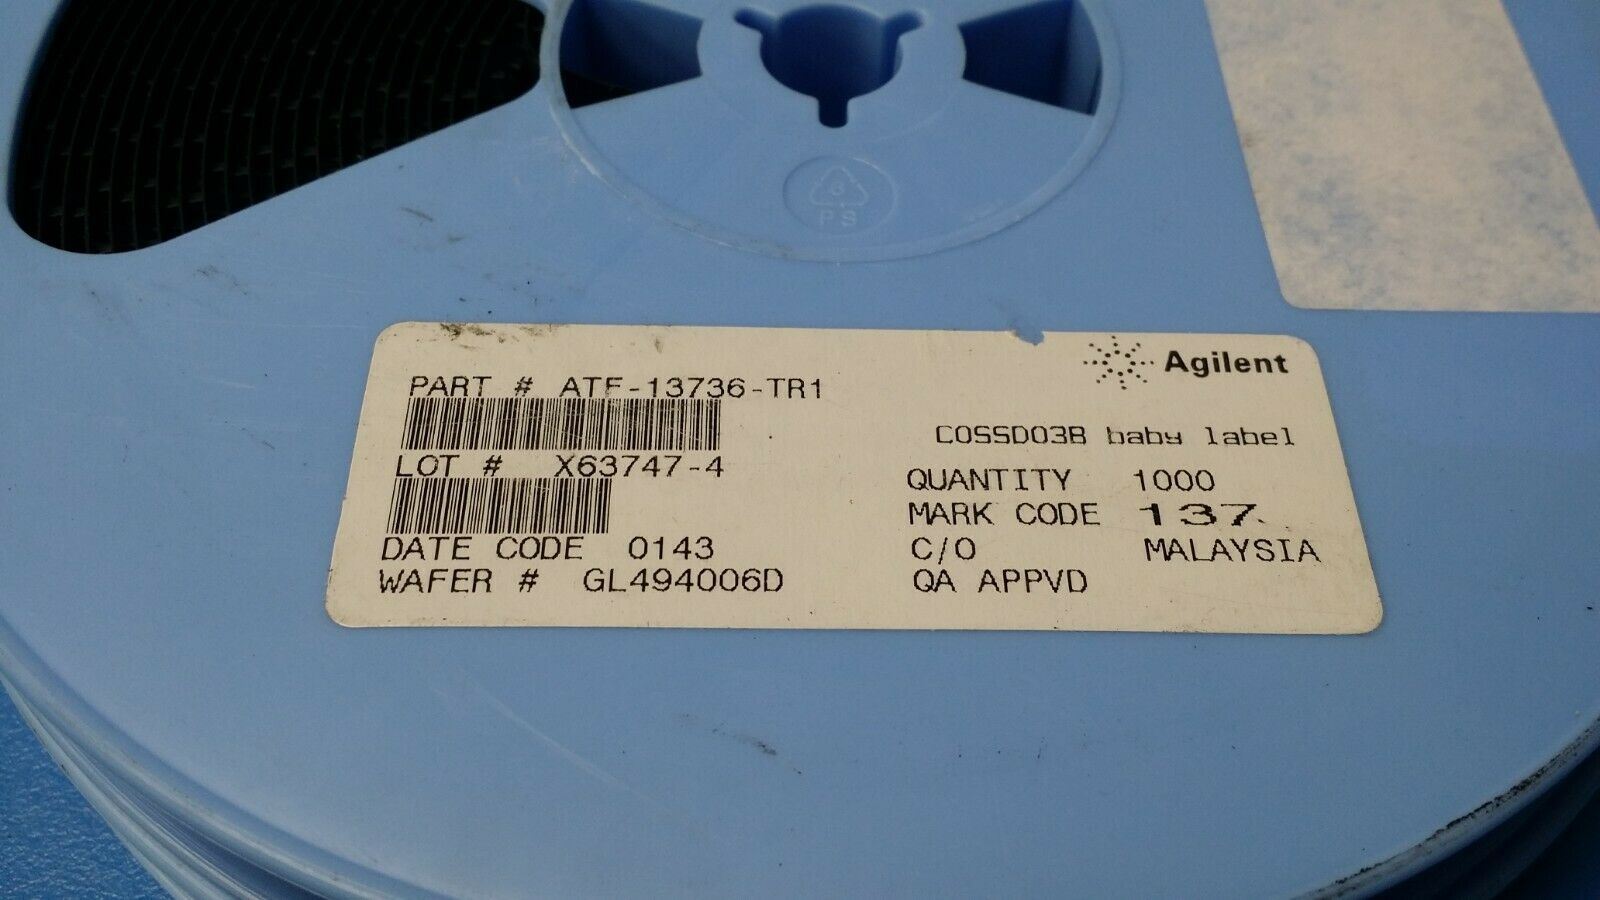 6
PS
Agilent
PART # ATF-13736-TR1
COSSD03B baby label
LOT # X63747-4
QUANTITY 1000
MARK CODE 137
DATE CODE 0143
C/O MALAYSIA
WAFER # GL494006D
QA APPVD